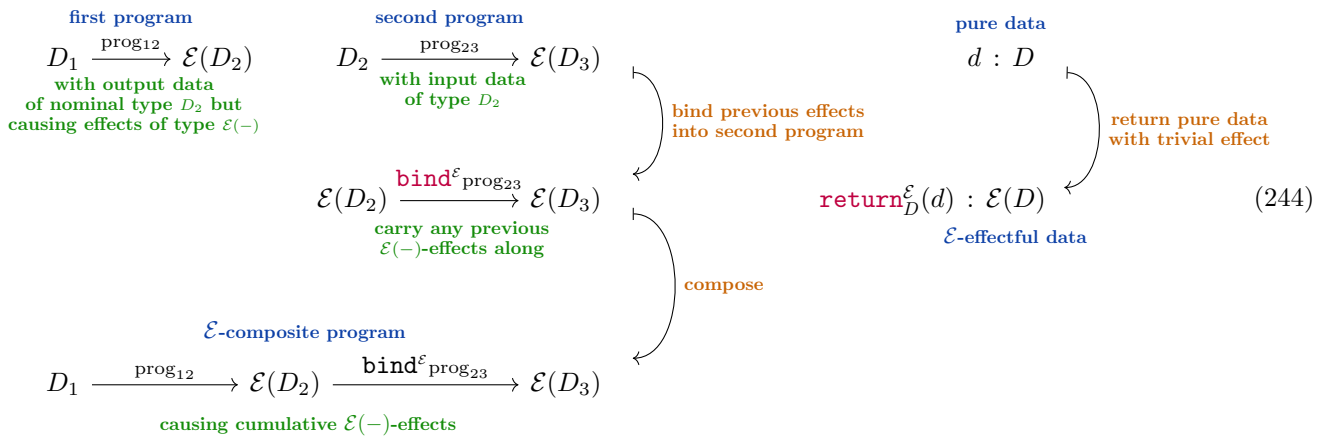 first program
second program
pure data
D₁ —prog₁₂→ ℰ(D₂)
D₂ —prog₂₃→ ℰ(D₃)
d : D
with output data
of nominal type D₂ but
causing effects of type ℰ(−)
with input data
of type D₂
bind previous effects
into second program
return pure data
with trivial effect
ℰ(D₂) —bind^ℰ prog₂₃→ ℰ(D₃)
return^ℰ_D(d) : ℰ(D)
(244)
carry any previous
ℰ(−)-effects along
ℰ-effectful data
compose
ℰ-composite program
D₁ —prog₁₂→ ℰ(D₂) —bind^ℰ prog₂₃→ ℰ(D₃)
causing cumulative ℰ(−)-effects